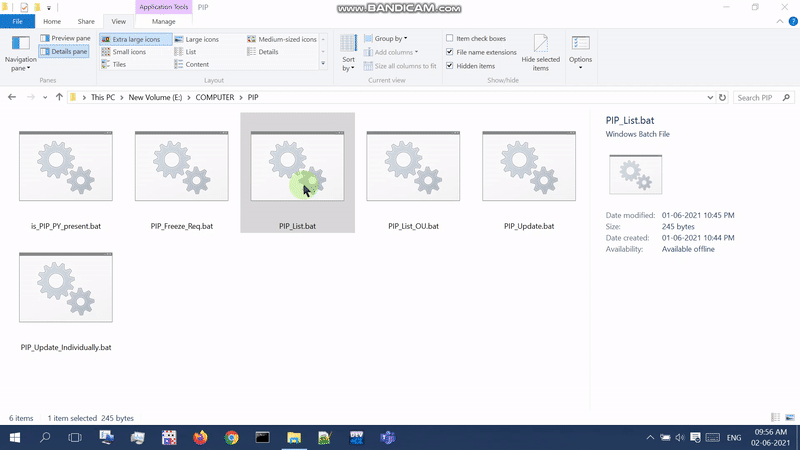 Application Tools
PIP
www.BANDICAM.com
File
Home
Share
View
Manage
Navigation pane
Preview pane
Details pane
Panes
Extra large icons
Large icons
Medium-sized icons
Small icons
List
Details
Tiles
Content
Layout
Sort by
Group by
Add columns
Size all columns to fit
Current view
Item check boxes
File name extensions
Hidden items
Hide selected items
Show/hide
Options
This PC
New Volume (E:)
COMPUTER
PIP
Search PIP
is_PIP_PY_present.bat
PIP_Freeze_Req.bat
PIP_List.bat
PIP_List_OU.bat
PIP_Update.bat
PIP_Update_Individually.bat
PIP_List.bat
Windows Batch File
Date modified: 01-06-2021 10:45 PM
Size: 245 bytes
Date created: 01-06-2021 10:44 PM
Availability: Available offline
6 items 1 item selected 245 bytes
ENG
09:56 AM
02-06-2021